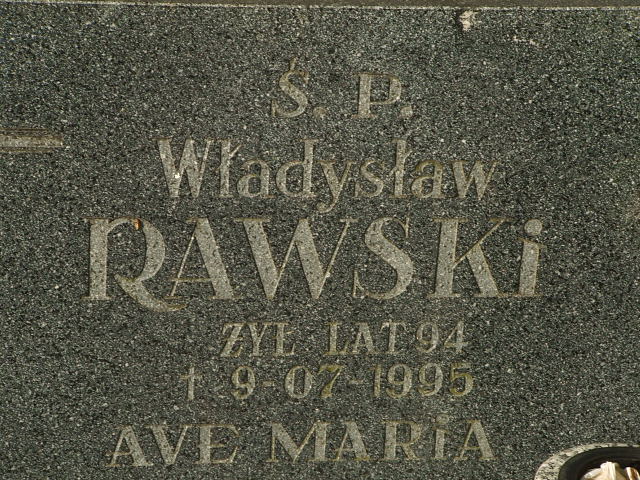 Ś. P.
Władysław
RAWSKi
ŻYŁ LAT 94
† 9-07-1995
AVE MARiA